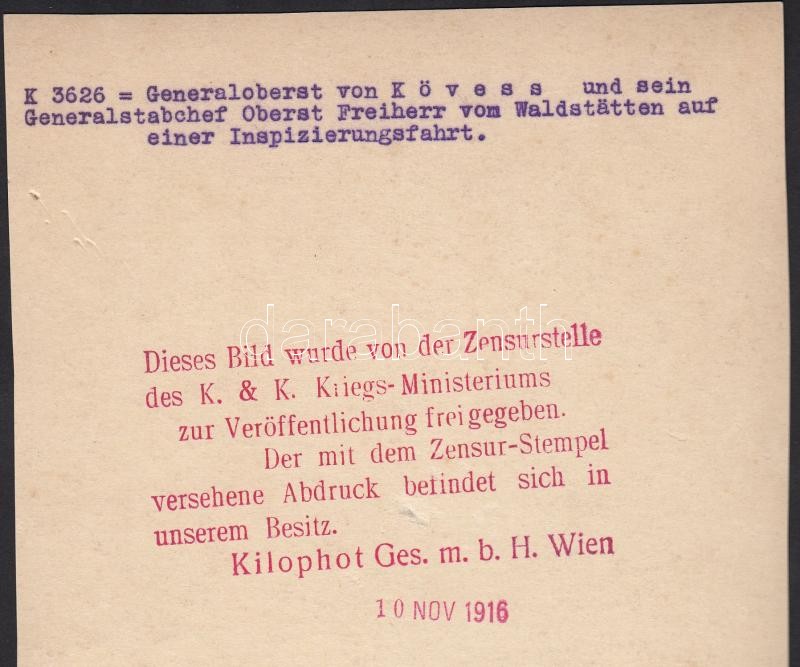 K 3626 = Generaloberst von K ö v e s s und sein
Generalstabchef Oberst Freiherr vom Waldstätten auf
einer Inspizierungsfahrt.
darabanth
Dieses Bild wurde von der Zensurstelle
des K. & K. Kriegs-Ministeriums
zur Veröffentlichung freigegeben.
Der mit dem Zensur-Stempel
versehene Abdruck befindet sich in
unserem Besitz.
Kilophot Ges. m. b. H. Wien
10 NOV 1916